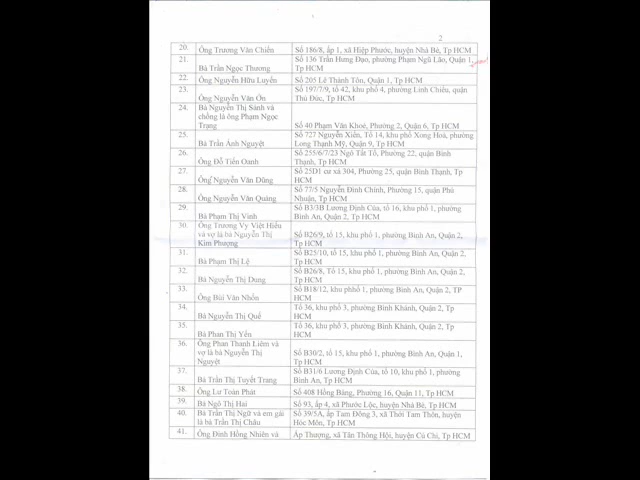 2
20. Ông Trương Văn Chiến Số 186/8, ấp 1, xã Hiệp Phước, huyện Nhà Bè, Tp HCM
21. Số 136 Trần Hưng Đạo, phường Phạm Ngũ Lão, Quận 1,
Bà Trần Ngọc Thương Tp HCM
22. Ông Nguyễn Hữu Luyến Số 205 Lê Thánh Tôn, Quận 1, Tp HCM
23. Số 197/7/9, tổ 42, khu phố 4, phường Linh Chiểu, quận
Ông Nguyễn Văn Ơn Thủ Đức, Tp HCM
24. Bà Nguyễn Thị Sánh và
chồng là ông Phạm Ngọc
Trạng Số 40 Phạm Văn Khoẻ, Phường 2, Quận 6, Tp HCM
25. Số 727 Nguyễn Xiển, Tổ 14, khu phố Xong Hoà, phường
Bà Trần Ánh Nguyệt Long Thạnh Mỹ, Quận 9, Tp HCM
26. Số 255/6/7/23 Ngô Tất Tố, Phường 22, quận Bình
Ông Đỗ Tiến Oanh Thạnh, Tp HCM
27. Số 25D1 cư xá 304, Phường 25, quận Bình Thạnh, Tp
Ông Nguyễn Văn Dũng HCM
28. Số 77/5 Nguyễn Đình Chính, Phường 15, quận Phú
Ông Nguyễn Văn Quảng Nhuận, Tp HCM
29. Số B3/3B Lương Định Của, tổ 16, khu phố 1, phường
Bà Phạm Thị Vinh Bình An, Quận 2, Tp HCM
30. Ông Trương Vy Việt Hiếu
và vợ là bà Nguyễn Thị Số B26/9, tổ 15, khu phố 1, phường Bình An, Quận 2,
Kim Phượng Tp HCM
31. Số B25/10, tổ 15, khu phố 1, phường Bình An, Quận 2,
Bà Phạm Thị Lệ Tp HCM
32. Số B26/8, Tổ 15, khu phố 1, phường Bình An, Quận 2,
Bà Nguyễn Thị Dung Tp HCM
33. Số B18/12, khu phhố 1, phường Bình An, Quận 2, TP
Ông Bùi Văn Nhồn HCM
34. Tổ 36, khu phố 3, phường Bình Khánh, Quận 2, Tp
Bà Nguyễn Thị Quế HCM
35. Tổ 36, khu phố 3, phường Bình Khánh, Quận 2, Tp
Bà Phan Thị Yến HCM
36. Ông Phan Thanh Liêm và
vợ là bà Nguyễn Thị Số B30/2, tổ 15, khu phố 1, phường Bình An, Quận 1,
Nguyệt Tp HCM
37. Số B31/6 Lương Định Của, tổ 10, khu phố 1, phường
Bà Trần Thị Tuyết Trang Bình An, Tp HCM
38. Ông Lư Toàn Phát Số 408 Hồng Bàng, Phường 16, Quận 11, Tp HCM
39. Bà Ngô Thị Hai Số 93, ấp 4, xã Phước Lộc, huyện Nhà Bè, Tp HCM
40. Bà Trần Thị Ngữ và em gái Số 39/5A, ấp Tam Đông 3, xã Thới Tam Thôn, huyện
là bà Trần Thị Châu Hóc Môn, Tp HCM
41. Ông Đinh Hồng Nhiên và Ấp Thượng, xã Tân Thông Hội, huyện Củ Chi, Tp HCM